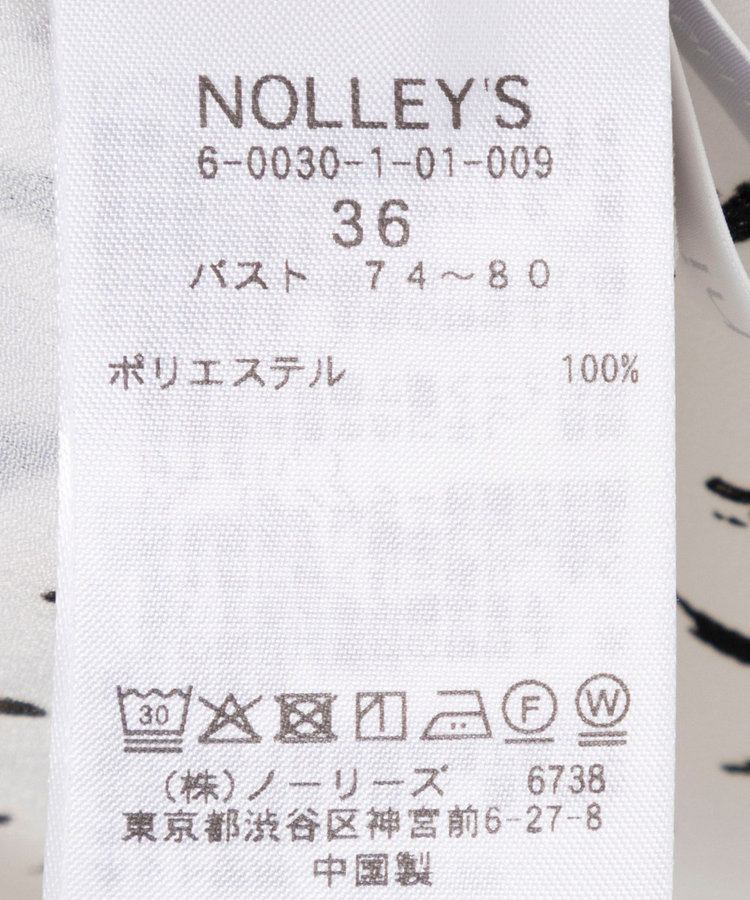 NOLLEY'S
6-0030-1-01-009
36
バスト 74～80
ポリエステル 100%
30 F W
(株)ノーリーズ 6738
東京都渋谷区神宮前6-27-8
中国製